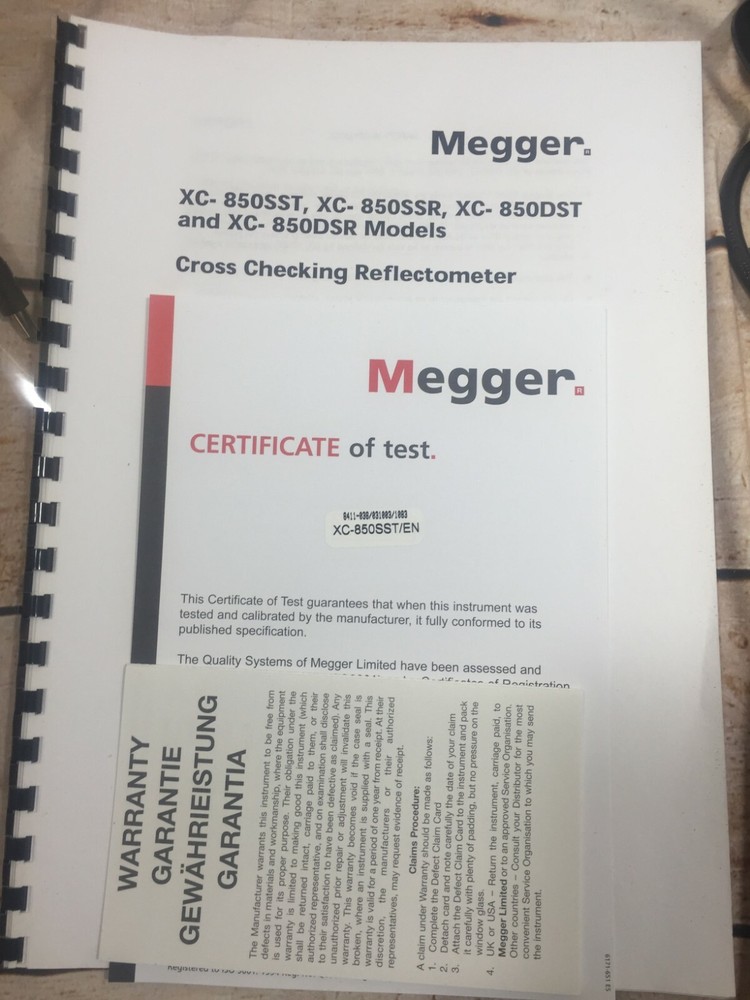 Megger.
XC- 850SST, XC- 850SSR, XC- 850DST
and XC- 850DSR Models
Cross Checking Reflectometer
Megger.
CERTIFICATE of test.
6411-036/031003/1003
XC-850SST/EN
This Certificate of Test guarantees that when this instrument was
tested and calibrated by the manufacturer, it fully conformed to its
published specification.
The Quality Systems of Megger Limited have been assessed and
of Registration
WARRANTY
GARANTIE
GEWÄHRIEISTUNG
GARANTIA
The Manufacturer warrants this instrument to be free from
defects in materials and workmanship, where the equipment
is used for its proper purpose. Their obligation under the
warranty is limited to making good this instrument (which
shall be returned intact, carriage paid to them, or their
authorized representative, and on examination shall disclose
to their satisfaction to have been defective as claimed). Any
unauthorized prior repair or adjustment will invalidate this
warranty. This warranty becomes void if the case seal is
broken, where an instrument is supplied with a seal. This
warranty is valid for a period of one year from receipt. At their
discretion, the manufacturers or their authorized
representatives, may request evidence of receipt.
Claims Procedure:
A claim under Warranty should be made as follows:
1. Complete the Defect Claim Card
2. Detach card and note carefully the date of your claim
3. Attach the Defect Claim Card to the instrument and pack
it carefully with plenty of padding, but no pressure on the
window glass.
4. UK or USA – Return the instrument, carriage paid, to
Megger Limited or to an approved Service Organisation.
Other countries – Consult your Distributor for the most
convenient Service Organisation to which you may send
the instrument.